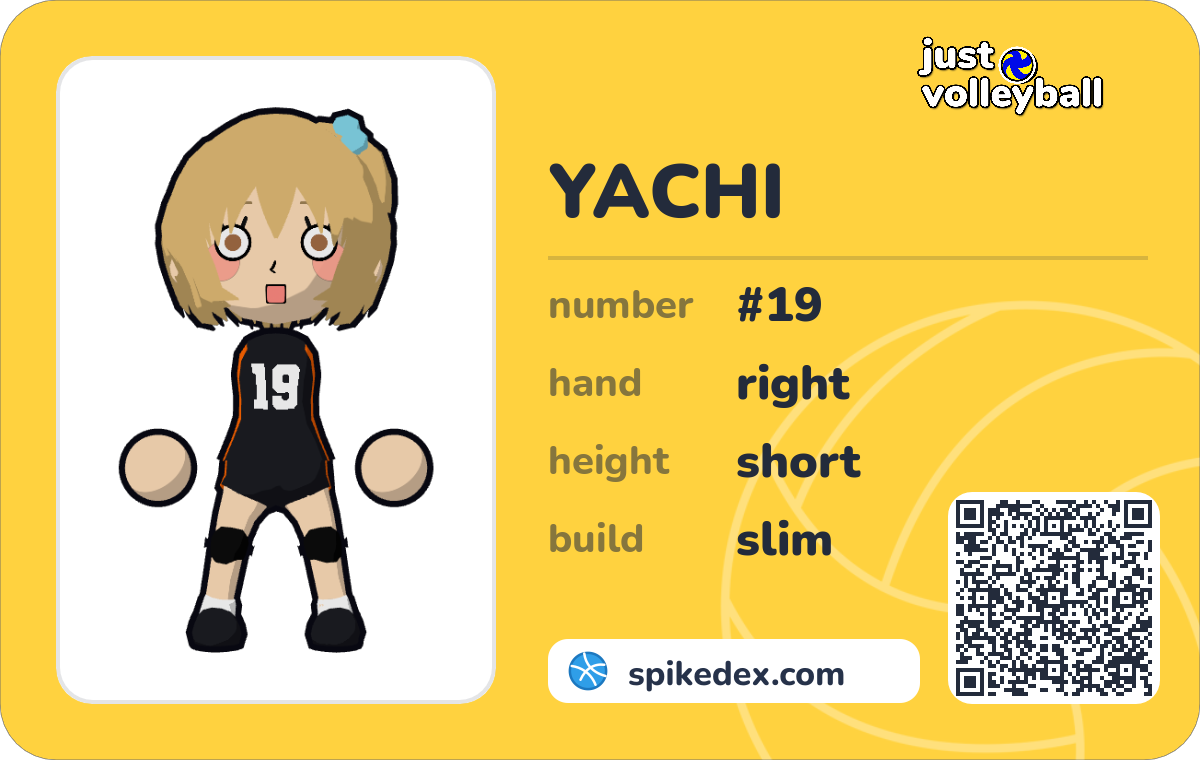 just
volleyball
YACHI
number #19
hand right
height short
build slim
19
spikedex.com